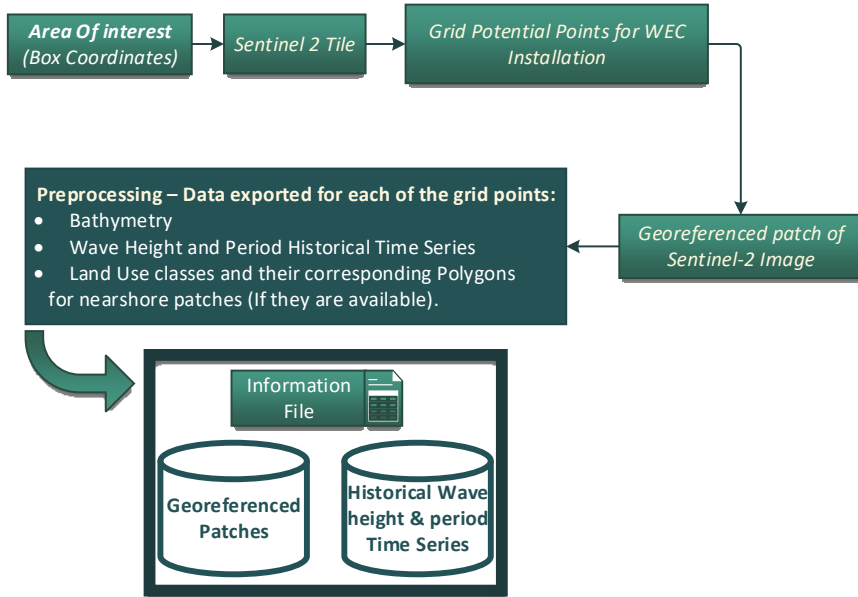 Area Of interest
(Box Coordinates)
Sentinel 2 Tile
Grid Potential Points for WEC
Installation
Georeferenced patch of
Sentinel-2 Image
Preprocessing – Data exported for each of the grid points:
• Bathymetry
• Wave Height and Period Historical Time Series
• Land Use classes and their corresponding Polygons
for nearshore patches (If they are available).
Information
File
Georeferenced
Patches
Historical Wave
height & period
Time Series